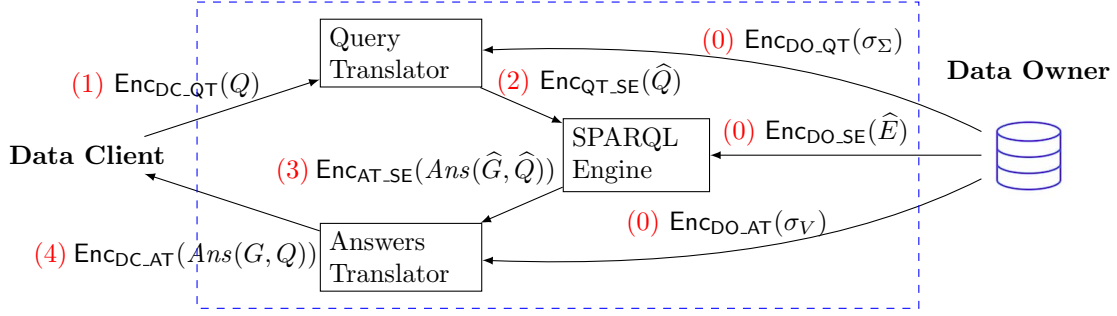 (0) Enc_DO_QT(σ_Σ)
Query
Translator
Data Owner
(1) Enc_DC_QT(Q)
(2) Enc_QT_SE(Q̂)
(0) Enc_DO_SE(Ê)
SPARQL
Engine
Data Client
(3) Enc_AT_SE(Ans(Ĝ, Q̂))
(0) Enc_DO_AT(σ_V)
Answers
Translator
(4) Enc_DC_AT(Ans(G, Q))